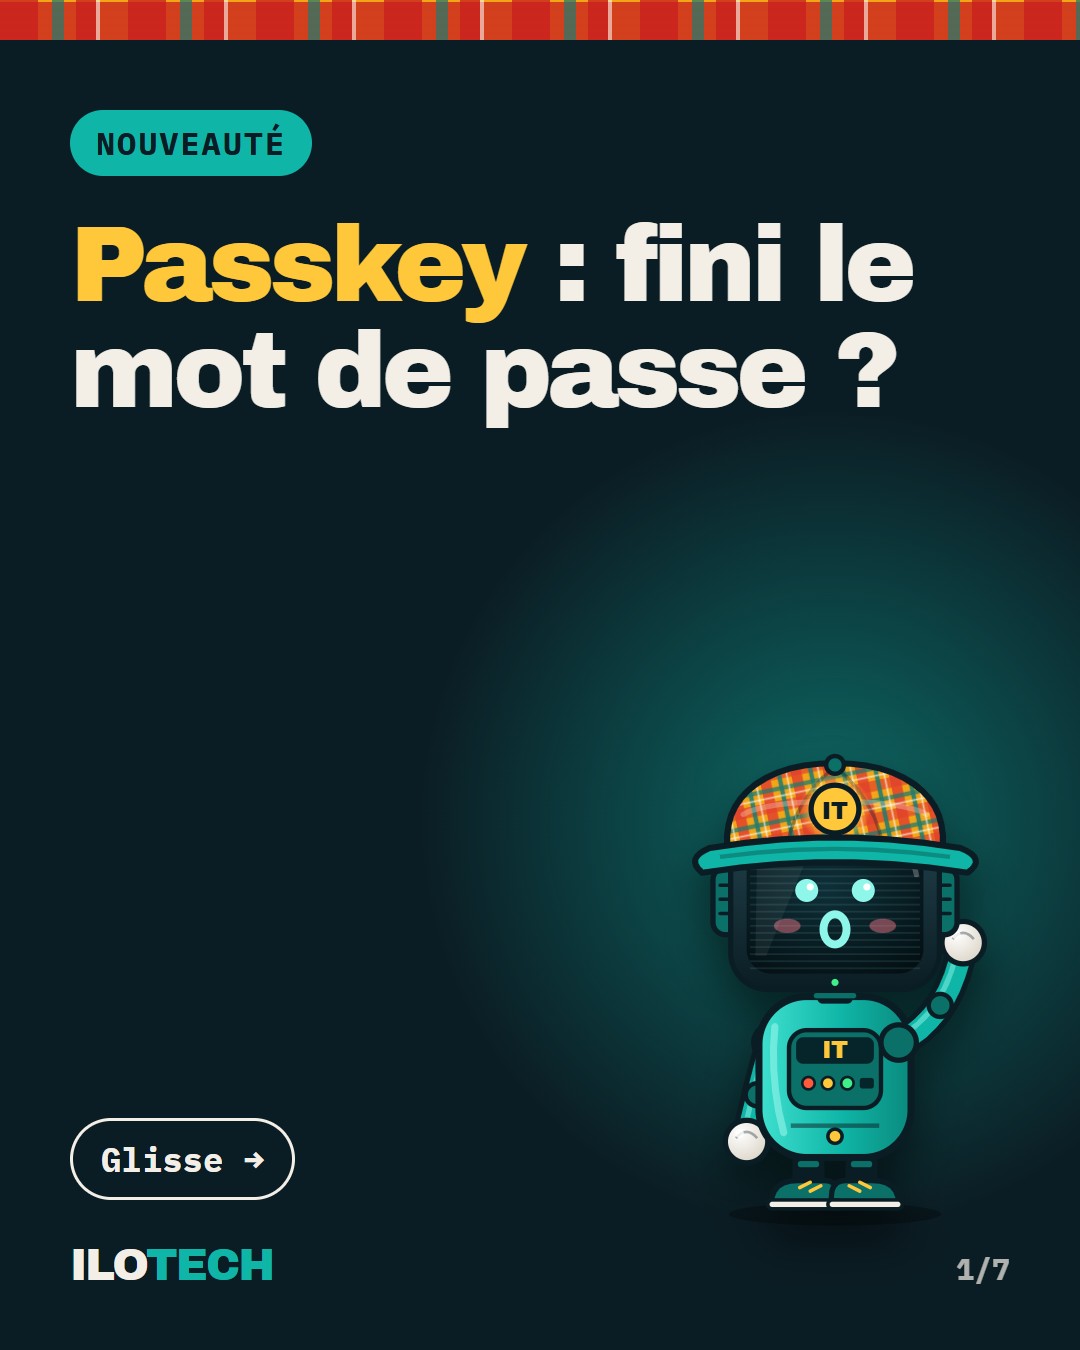 NOUVEAUTÉ
Passkey : fini le
mot de passe ?
IT
IT
Glisse →
ILOTECH
1/7